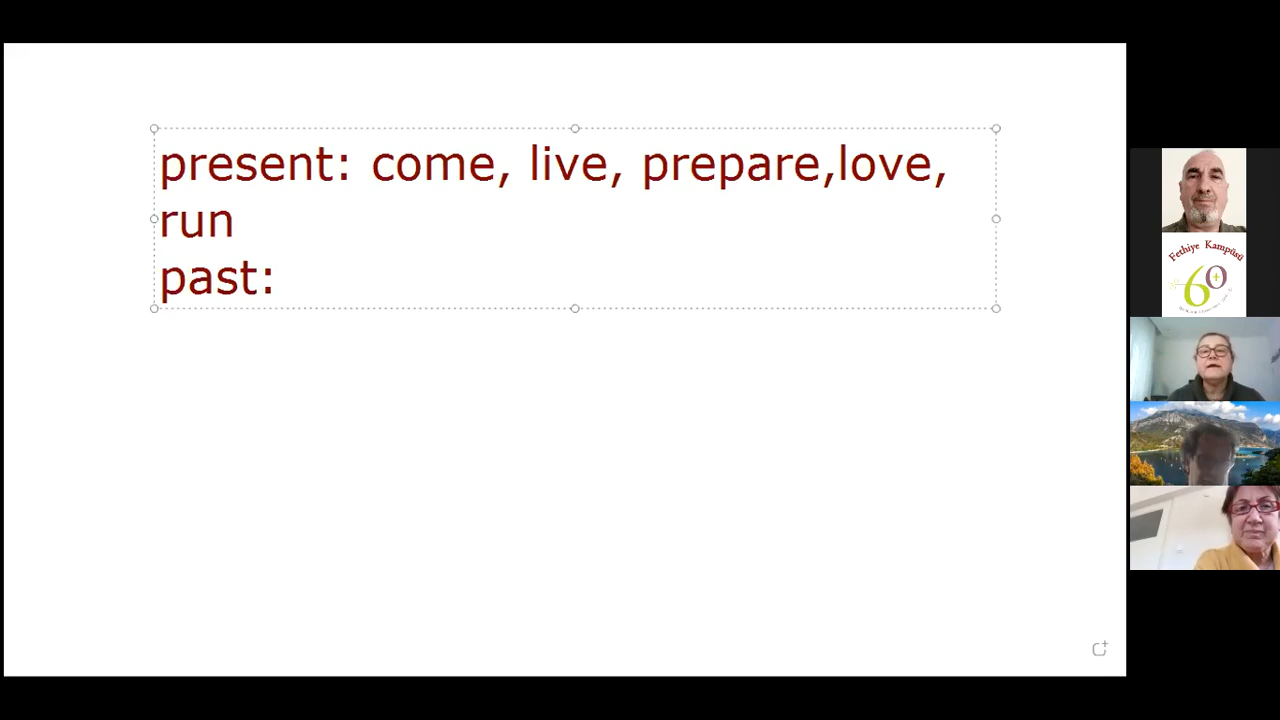 present: come, live, prepare,love,
run
past:
Fethiye Kampüsü
60+